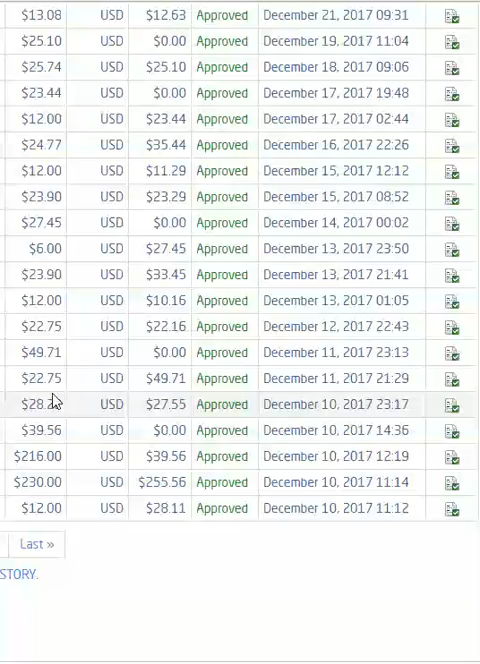 $13.08 USD $12.63 Approved December 21, 2017 09:31
$25.10 USD $0.00 Approved December 19, 2017 11:04
$25.74 USD $25.10 Approved December 18, 2017 09:06
$23.44 USD $0.00 Approved December 17, 2017 19:48
$12.00 USD $23.44 Approved December 17, 2017 02:44
$24.77 USD $35.44 Approved December 16, 2017 22:26
$12.00 USD $11.29 Approved December 15, 2017 12:12
$23.90 USD $23.29 Approved December 15, 2017 08:52
$27.45 USD $0.00 Approved December 14, 2017 00:02
$6.00 USD $27.45 Approved December 13, 2017 23:50
$23.90 USD $33.45 Approved December 13, 2017 21:41
$12.00 USD $10.16 Approved December 13, 2017 01:05
$22.75 USD $22.16 Approved December 12, 2017 22:43
$49.71 USD $0.00 Approved December 11, 2017 23:13
$22.75 USD $49.71 Approved December 11, 2017 21:29
USD $27.55 Approved December 10, 2017 23:17
$39.56 USD $0.00 Approved December 10, 2017 14:36
$216.00 USD $39.56 Approved December 10, 2017 12:19
$230.00 USD $255.56 Approved December 10, 2017 11:14
$12.00 USD $28.11 Approved December 10, 2017 11:12
Last »
STORY.